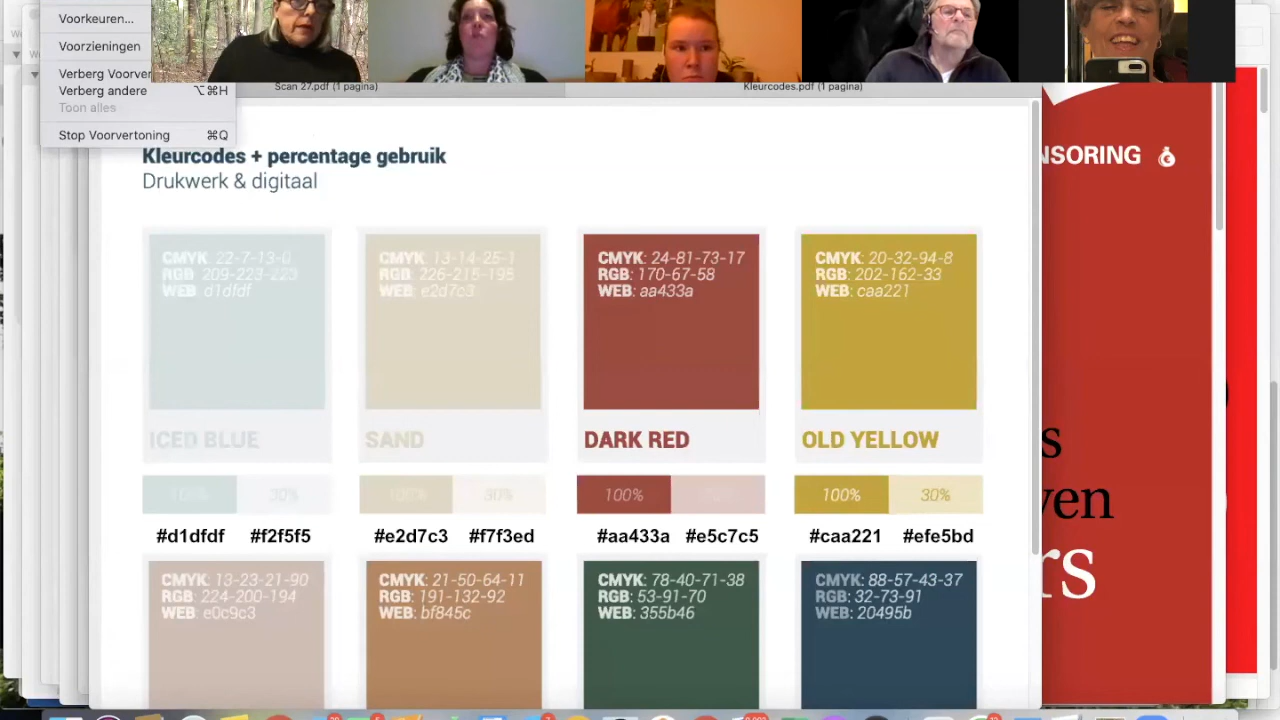 Voorkeuren...
Voorzieningen
Verberg Voorver
Verberg andere ⌥⌘H
Toon alles
Stop Voorvertoning ⌘Q
Scan 27.pdf (1 pagina)
Kleurcodes.pdf (1 pagina)
NSORING
Kleurcodes + percentage gebruik
Drukwerk & digitaal
CMYK: 22-7-13-0
RGB: 209-223-223
WEB: d1dfdf
ICED BLUE
100% 30%
#d1dfdf #f2f5f5
CMYK: 13-14-25-1
RGB: 226-215-195
WEB: e2d7c3
SAND
100% 30%
#e2d7c3 #f7f3ed
CMYK: 24-81-73-17
RGB: 170-67-58
WEB: aa433a
DARK RED
100%
#aa433a #e5c7c5
CMYK: 20-32-94-8
RGB: 202-162-33
WEB: caa221
OLD YELLOW
100% 30%
#caa221 #efe5bd
CMYK: 13-23-21-90
RGB: 224-200-194
WEB: e0c9c3
CMYK: 21-50-64-11
RGB: 191-132-92
WEB: bf845c
CMYK: 78-40-71-38
RGB: 53-91-70
WEB: 355b46
CMYK: 88-57-43-37
RGB: 32-73-91
WEB: 20495b
s
ven
rs